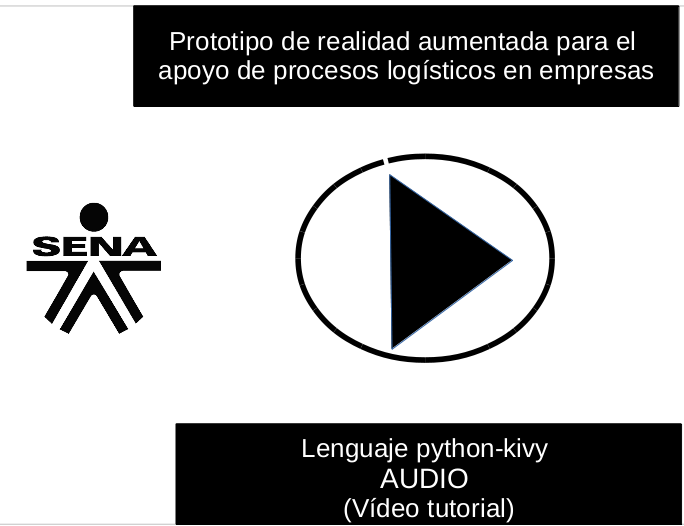 Prototipo de realidad aumentada para el
apoyo de procesos logísticos en empresas
SENA
Lenguaje python-kivy
AUDIO
(Vídeo tutorial)